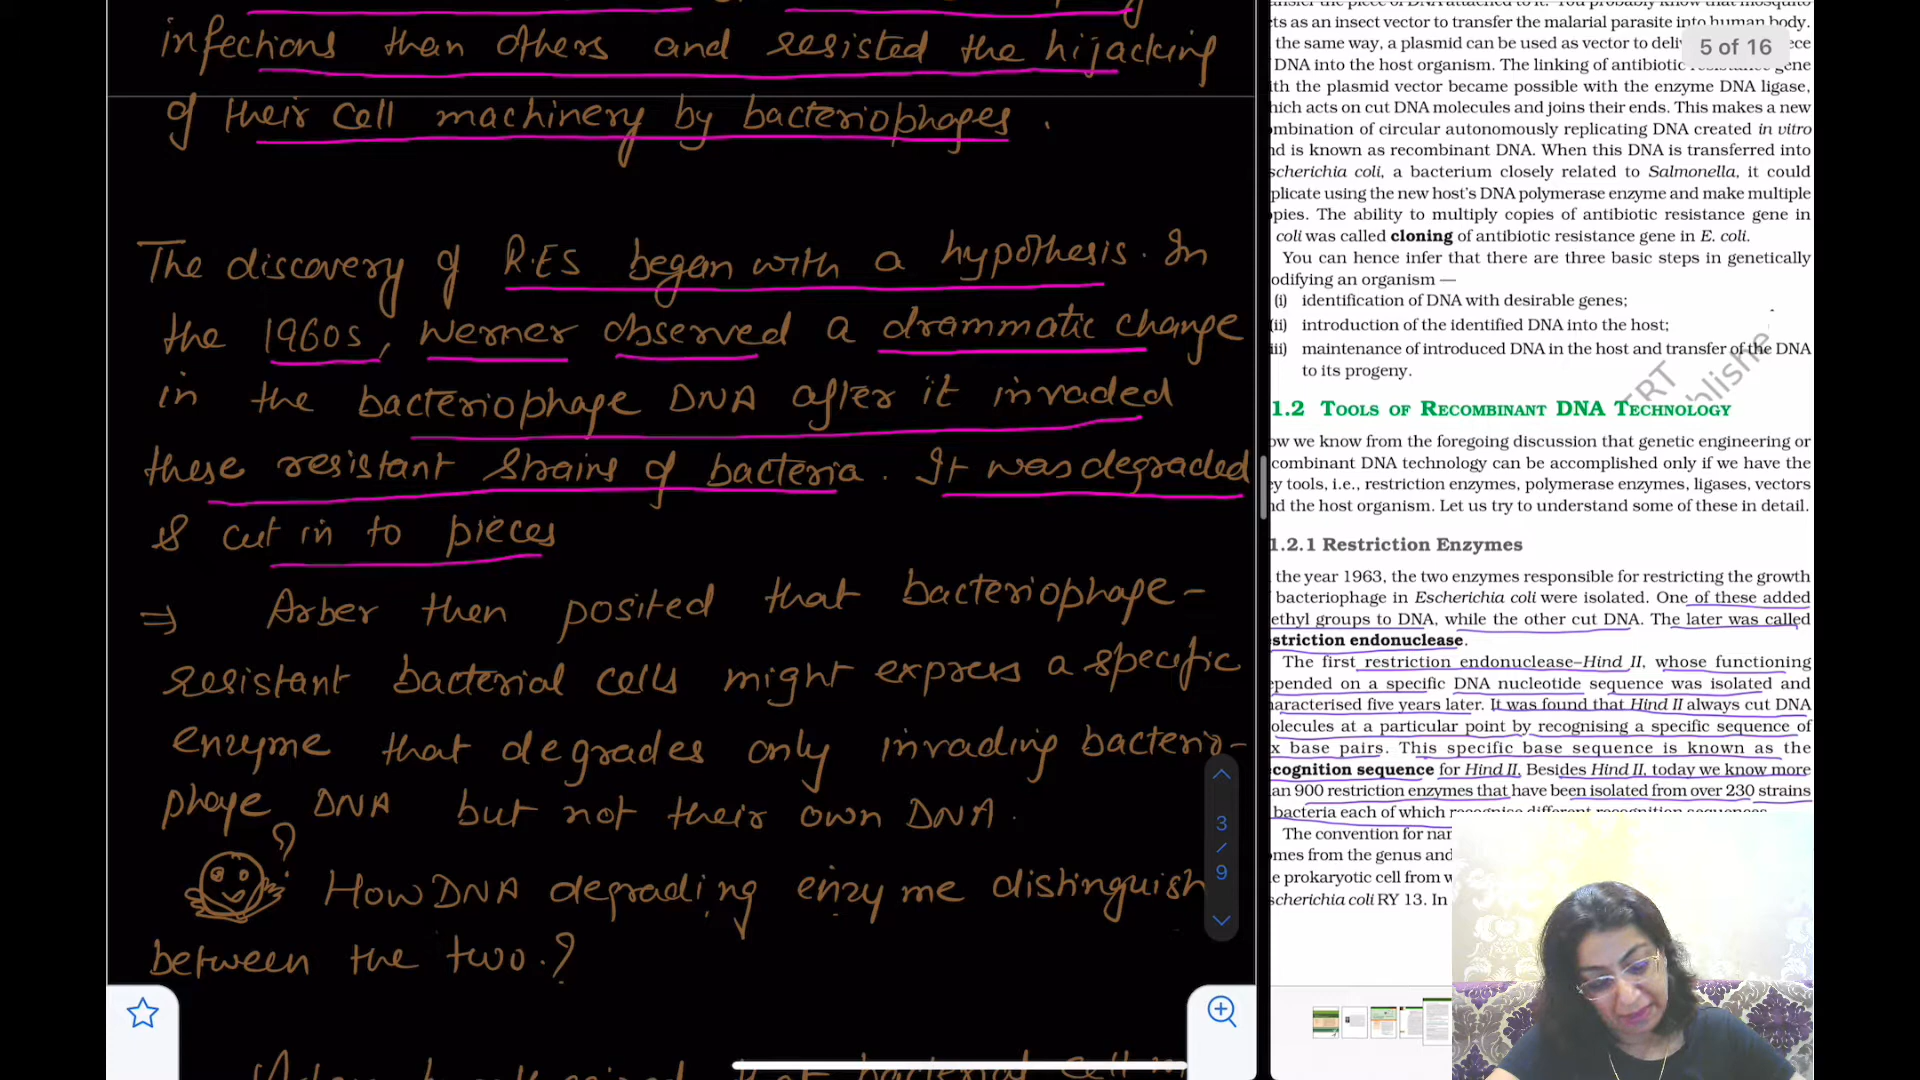 infections than others and resisted the hijacking
of their cell machinery by bacteriophages .
The discovery of R.ES began with a hypothesis. In
the 1960s, Werner observed a drammatic change
in the bacteriophage DNA after it invaded
these resistant strains of bacteria . It was degraded
& cut in to pieces
⇒ Arber then posited that bacteriophage-
resistant bacterial cells might express a specific
enzyme that degrades only invading bacterio-
phage DNA but not their own DNA.
?
How DNA degrading enzyme distinguish
between the two.?
3
/
9
5 of 16
ts as an insect vector to transfer the malarial parasite into human body.
the same way, a plasmid can be used as vector to
DNA into the host organism. The linking of antibiotic resistance gene
th the plasmid vector became possible with the enzyme DNA ligase,
hich acts on cut DNA molecules and joins their ends. This makes a new
ombination of circular autonomously replicating DNA created in vitro
nd is known as recombinant DNA. When this DNA is transferred into
scherichia coli, a bacterium closely related to Salmonella, it could
plicate using the new host's DNA polymerase enzyme and make multiple
pies. The ability to multiply copies of antibiotic resistance gene in
coli was called cloning of antibiotic resistance gene in E. coli.
You can hence infer that there are three basic steps in genetically
odifying an organism —
(i) identification of DNA with desirable genes;
(ii) introduction of the identified DNA into the host;
iii) maintenance of introduced DNA in the host and transfer of the DNA
to its progeny.
1.2 TOOLS OF RECOMBINANT DNA TECHNOLOGY
ow we know from the foregoing discussion that genetic engineering or
combinant DNA technology can be accomplished only if we have the
ey tools, i.e., restriction enzymes, polymerase enzymes, ligases, vectors
nd the host organism. Let us try to understand some of these in detail.
1.2.1 Restriction Enzymes
the year 1963, the two enzymes responsible for restricting the growth
bacteriophage in Escherichia coli were isolated. One of these added
ethyl groups to DNA, while the other cut DNA. The later was called
striction endonuclease.
The first restriction endonuclease–Hind II, whose functioning
epended on a specific DNA nucleotide sequence was isolated and
aracterised five years later. It was found that Hind II always cut DNA
olecules at a particular point by recognising a specific sequence of
x base pairs. This specific base sequence is known as the
cognition sequence for Hind II. Besides Hind II, today we know more
an 900 restriction enzymes that have been isolated from over 230 strains
bacteria each of which
The convention for
omes from the genus and
e prokaryotic cell from
scherichia coli RY 13. In